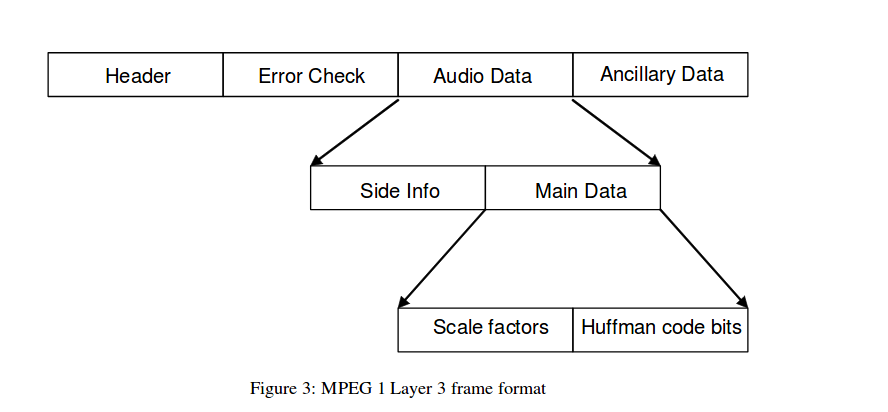 Header Error Check Audio Data Ancillary Data
Side Info Main Data
Scale factors Huffman code bits
Figure 3: MPEG 1 Layer 3 frame format